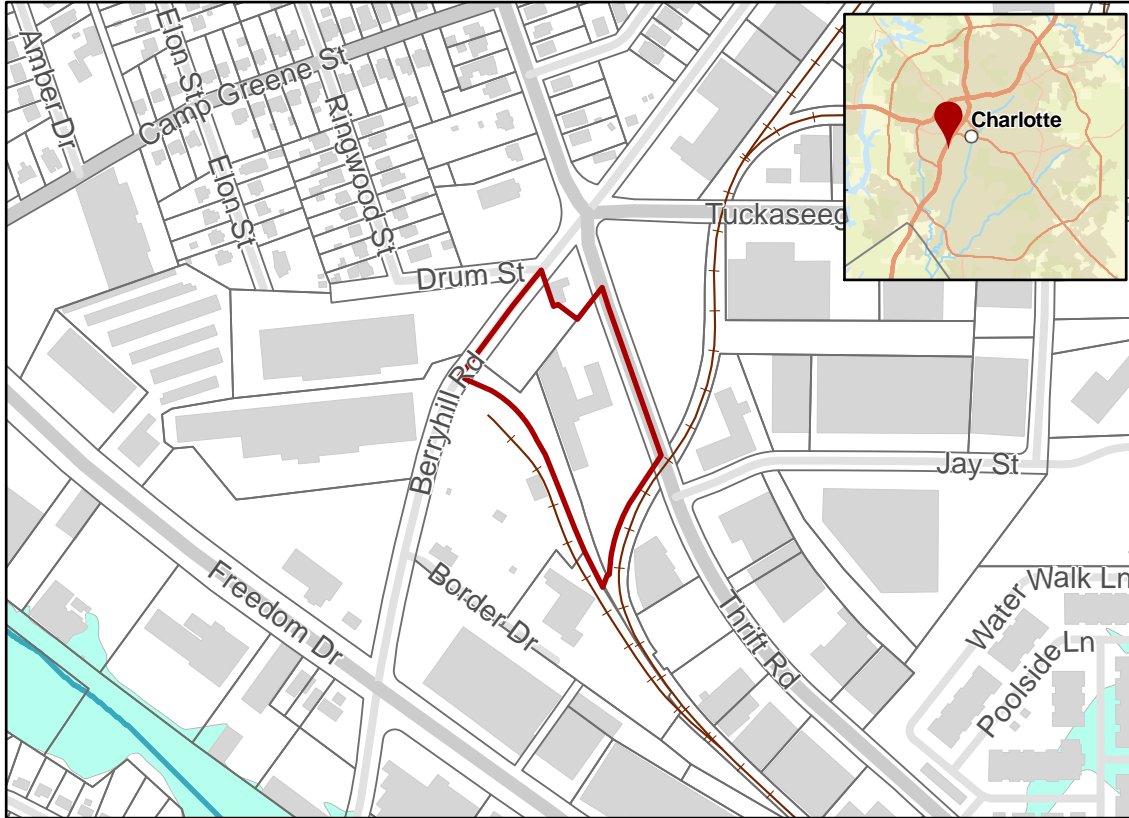 Amber Dr
Elon St
Camp Greene St
Ringwood St
Elon St
Charlotte
Tuckaseeg
Drum St
Berryhill Rd
Jay St
Freedom Dr
Border Dr
Thrift Rd
Water Walk Ln
Poolside Ln